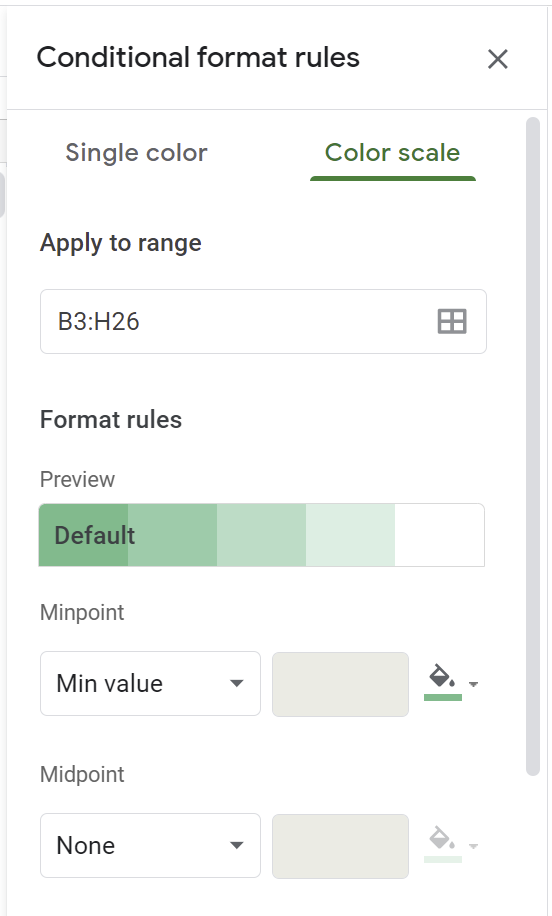 Conditional format rules
Single color Color scale
Apply to range
B3:H26
Format rules
Preview
Default
Minpoint
Min value
Midpoint
None